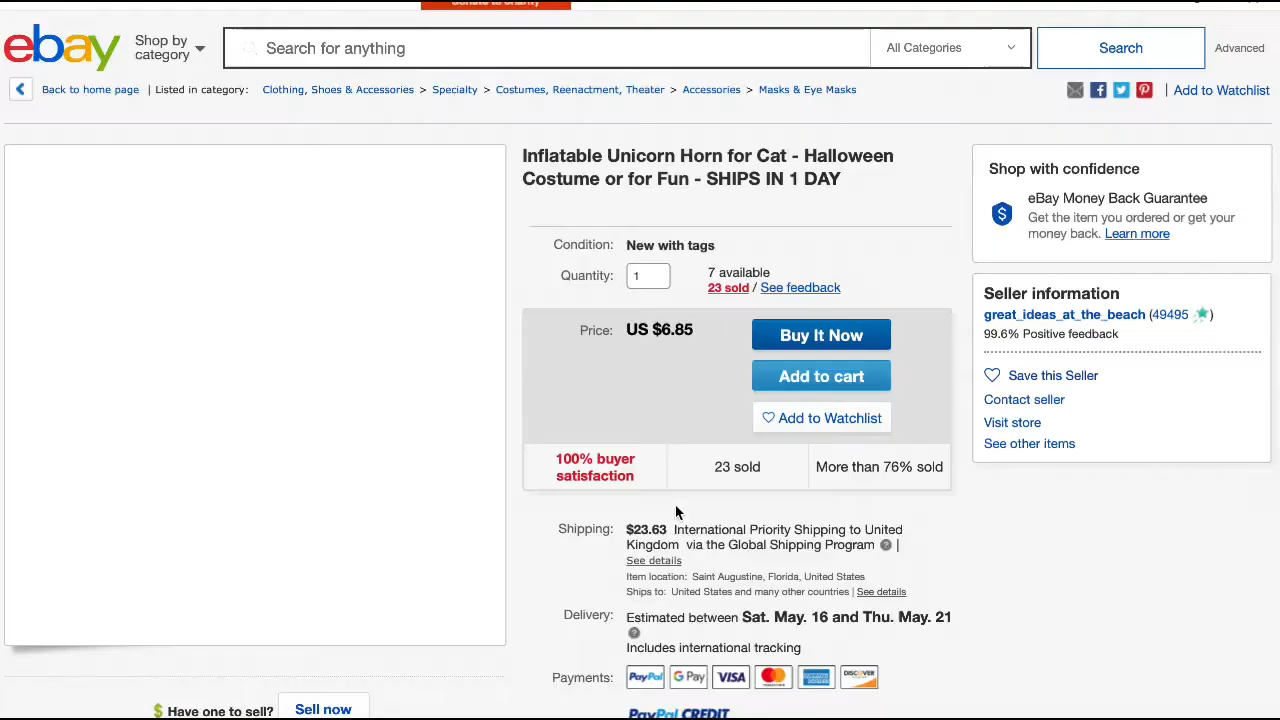 Donate to charity
ebay
Shop by
category
Search for anything
All Categories
Search
Advanced
Back to home page | Listed in category: Clothing, Shoes & Accessories > Specialty > Costumes, Reenactment, Theater > Accessories > Masks & Eye Masks
| Add to Watchlist
Inflatable Unicorn Horn for Cat - Halloween
Costume or for Fun - SHIPS IN 1 DAY
Condition: New with tags
Quantity: 1
7 available
23 sold / See feedback
Price: US $6.85
Buy It Now
Add to cart
Add to Watchlist
100% buyer
satisfaction
23 sold
More than 76% sold
Shipping: $23.63 International Priority Shipping to United
Kingdom via the Global Shipping Program ? |
See details
Item location: Saint Augustine, Florida, United States
Ships to: United States and many other countries | See details
Delivery: Estimated between Sat. May. 16 and Thu. May. 21
?
Includes international tracking
Payments: PayPal G Pay VISA MasterCard AMERICAN EXPRESS DISCOVER
PayPal CREDIT
$ Have one to sell? Sell now
Shop with confidence
$
eBay Money Back Guarantee
Get the item you ordered or get your
money back. Learn more
Seller information
great_ideas_at_the_beach (49495 )
99.6% Positive feedback
Save this Seller
Contact seller
Visit store
See other items